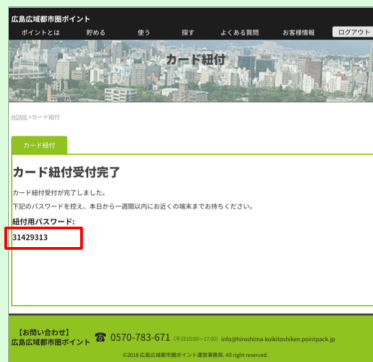 広島広域都市圏ポイント
ポイントとは 貯める 使う 探す よくある質問 お客様情報 ログアウト
カード紐付
HOME >カード紐付
カード紐付
カード紐付受付完了
カード紐付受付が完了しました。
下記のパスワードを控え、本日から一週間以内にお近くの端末までお持ちください。
紐付用パスワード:
31429313
【お問い合わせ】
広島広域都市圏ポイント
0570-783-671 (平日10:00～17:00) info@hiroshima-koikitoshiken.pointpack.jp
©2018 広島広域都市圏ポイント運営事務局. All right reserved.